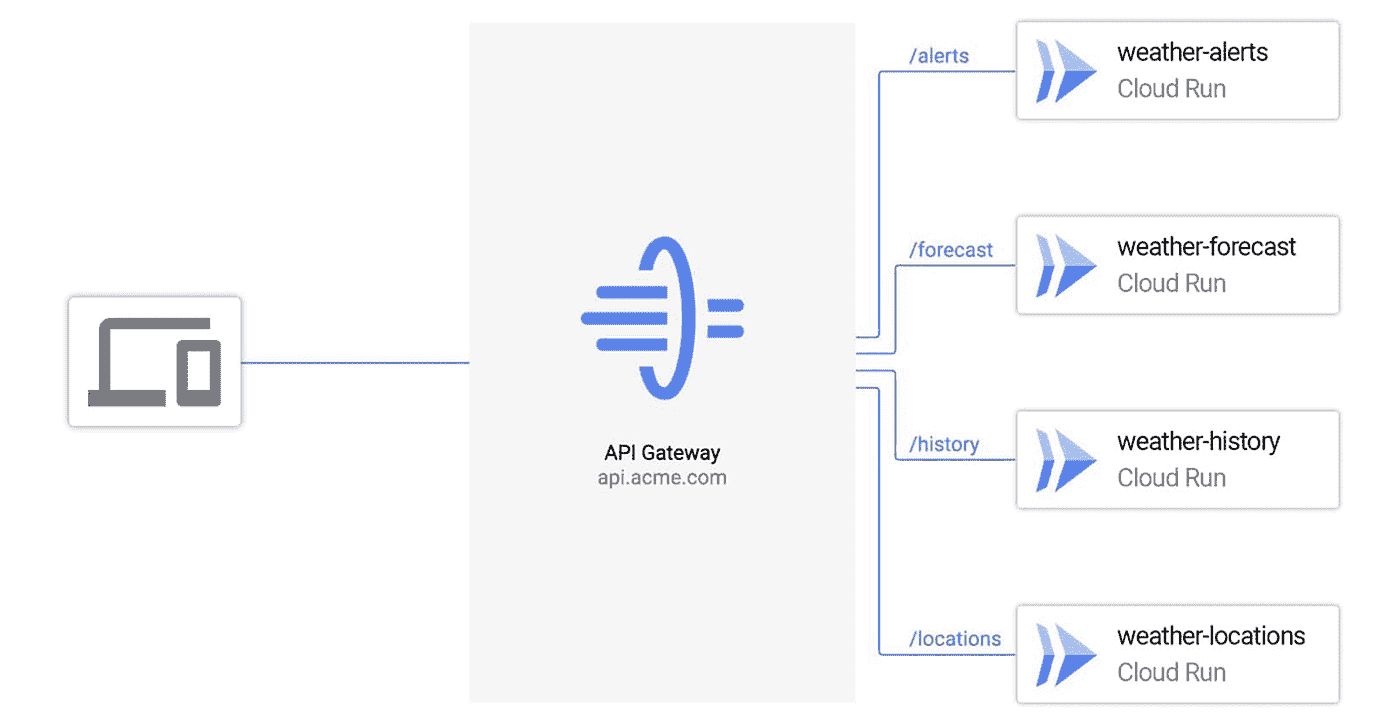 /alerts
weather-alerts
Cloud Run
/forecast
weather-forecast
Cloud Run
API Gateway
api.acme.com
/history
weather-history
Cloud Run
/locations
weather-locations
Cloud Run